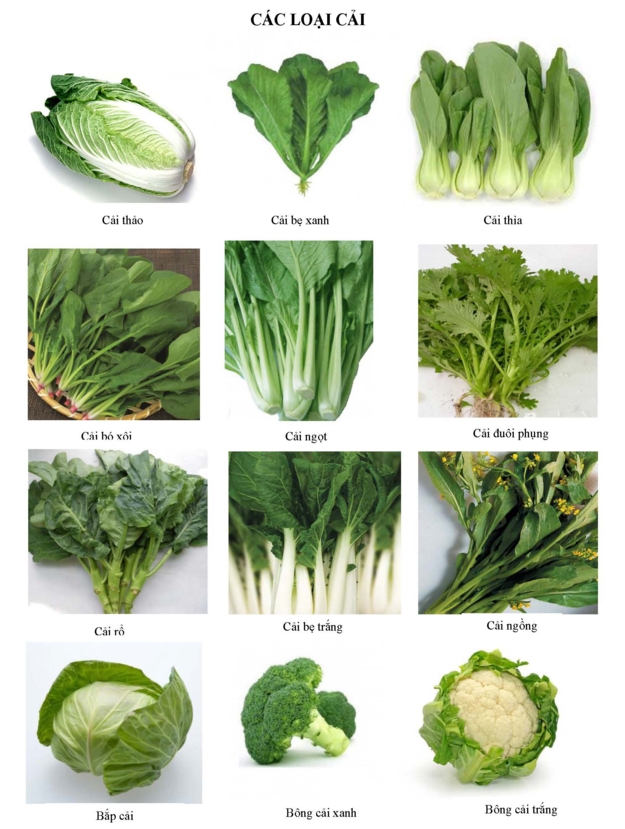 CÁC LOẠI CẢI
Cải thảo
Cải bẹ xanh
Cải thìa
Cải bó xôi
Cải ngọt
Cải đuôi phụng
Cải rổ
Cải bẹ trắng
Cải ngồng
Bắp cải
Bông cải xanh
Bông cải trắng